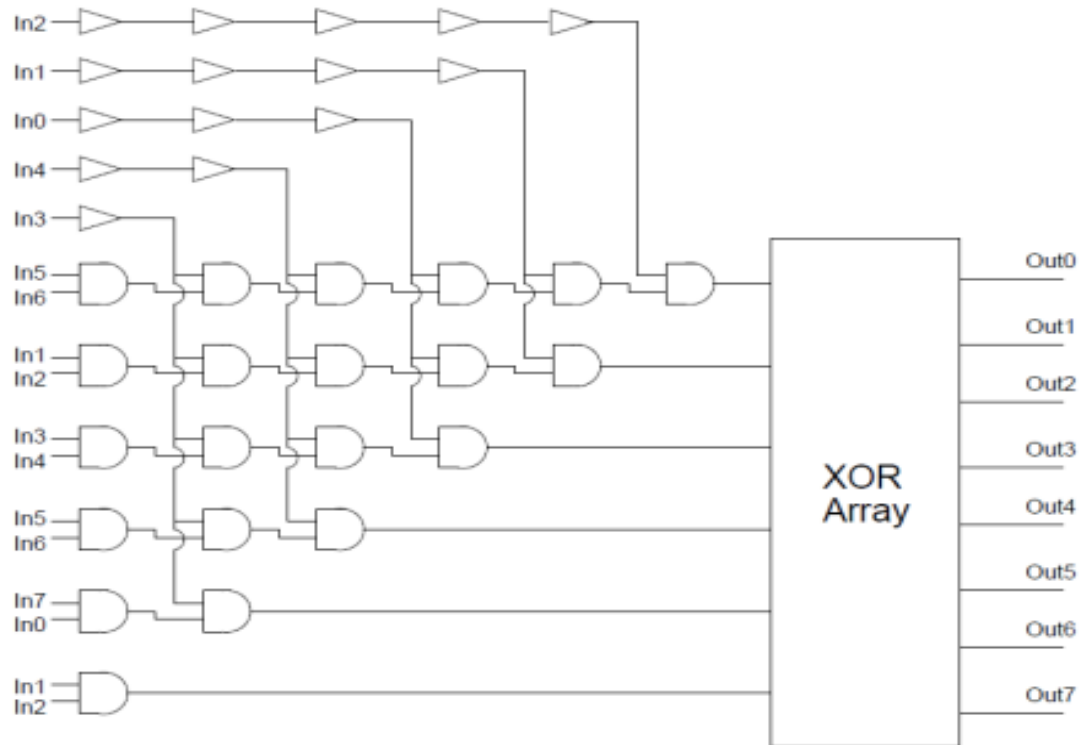 In2
In1
In0
In4
In3
In5
In6
In1
In2
In3
In4
In5
In6
In7
In0
In1
In2
XOR
Array
Out0
Out1
Out2
Out3
Out4
Out5
Out6
Out7